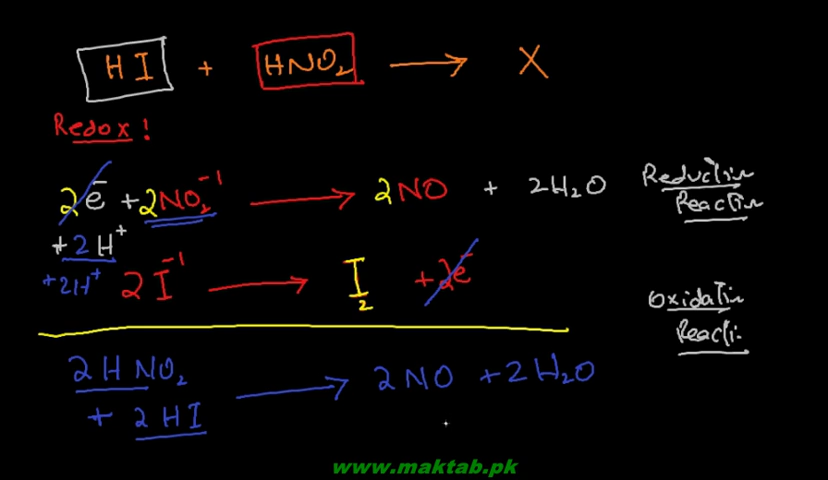 HI + HNO₂ → X
Redox!
2e⁻ + 2NO₂⁻¹ → 2NO + 2H₂O Reduction Reaction
+ 2H⁺
+2H⁺ 2I⁻¹ → I₂ + 2e⁻ Oxidation Reacti:
2HNO₂ → 2NO + 2H₂O
+ 2HI
www.maktab.pk